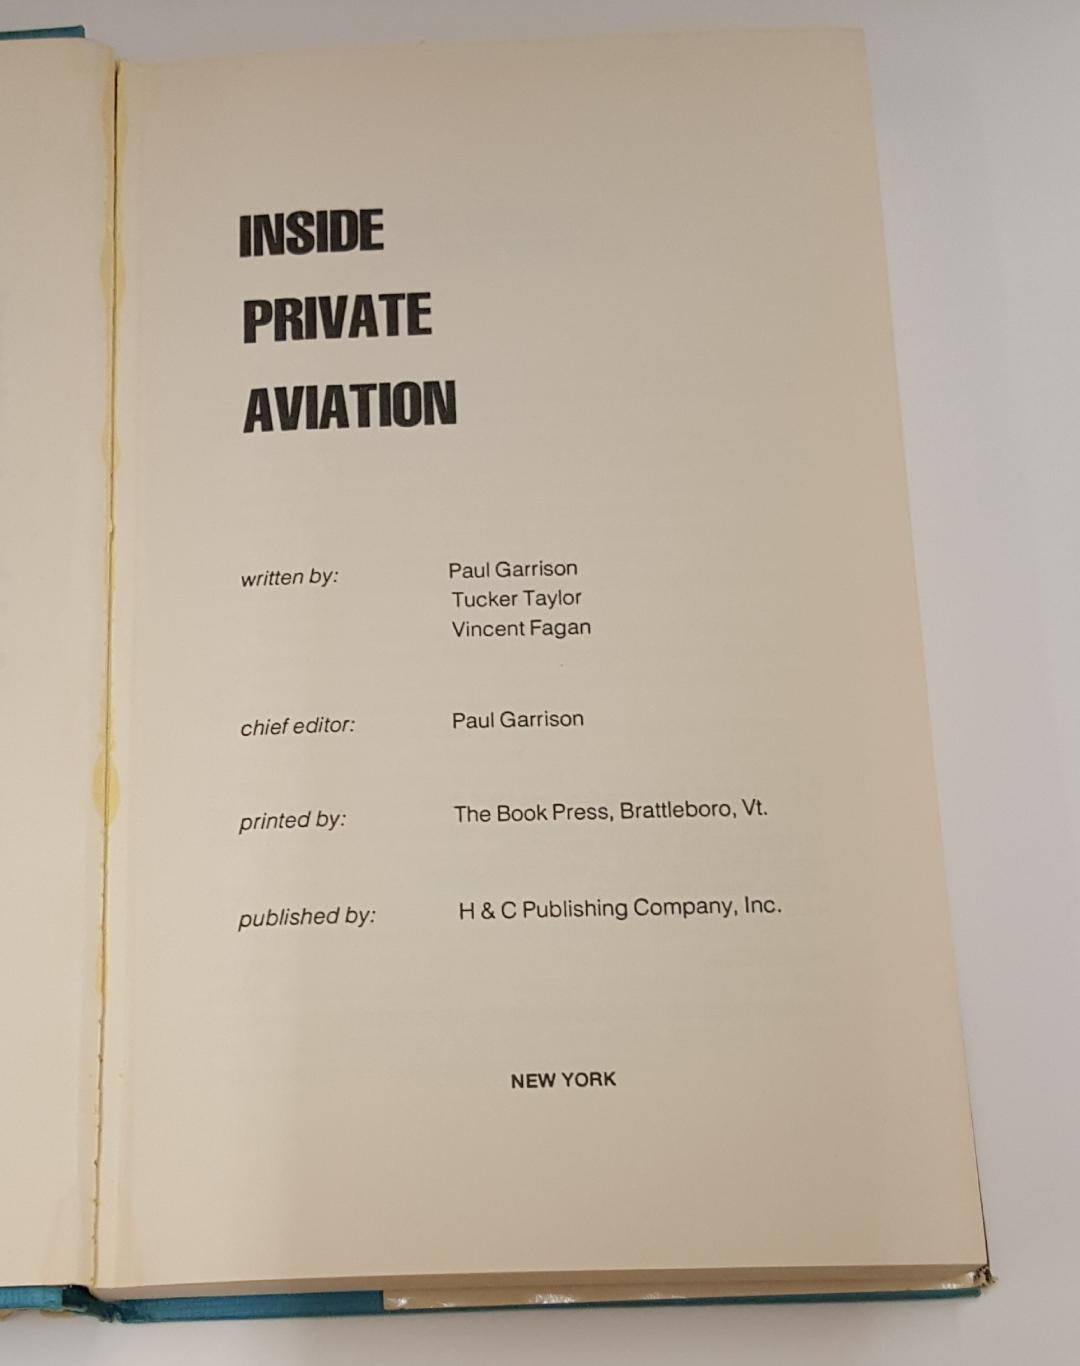 INSIDE
PRIVATE
AVIATION
written by: Paul Garrison
Tucker Taylor
Vincent Fagan
chief editor: Paul Garrison
printed by: The Book Press, Brattleboro, Vt.
published by: H & C Publishing Company, Inc.
NEW YORK